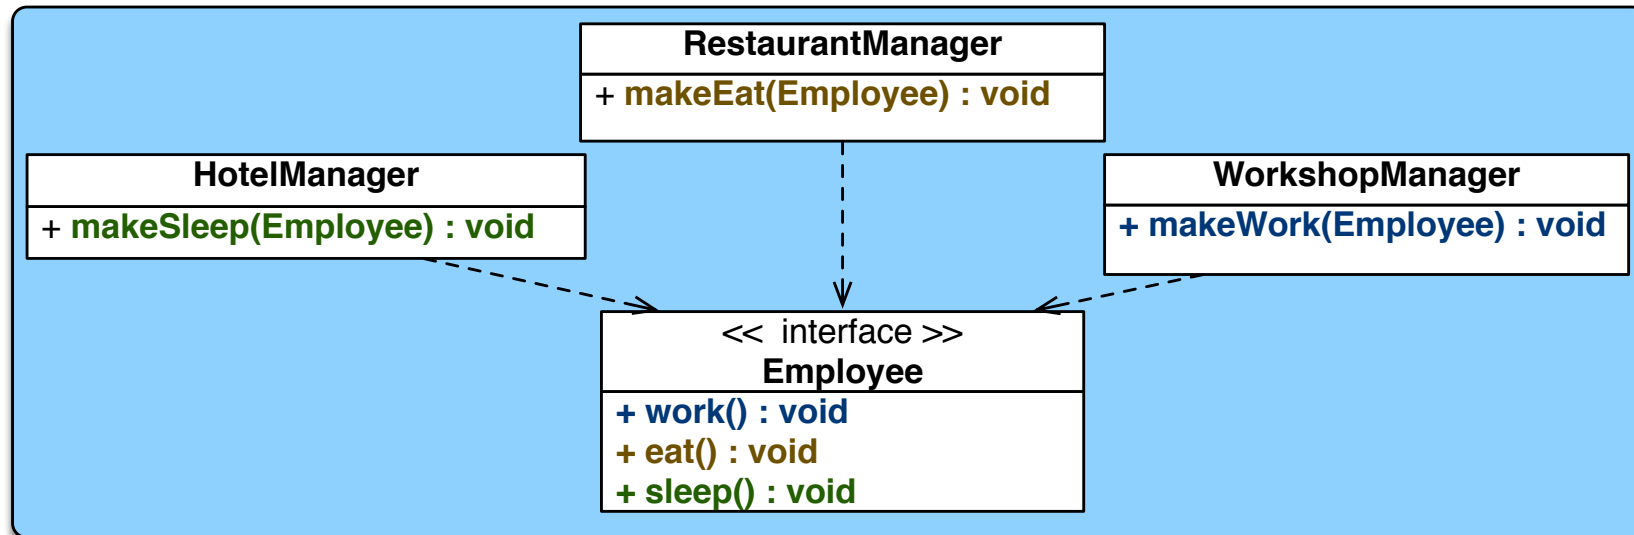 RestaurantManager
+ makeEat(Employee) : void
HotelManager
+ makeSleep(Employee) : void
WorkshopManager
+ makeWork(Employee) : void
<< interface >>
Employee
+ work() : void
+ eat() : void
+ sleep() : void